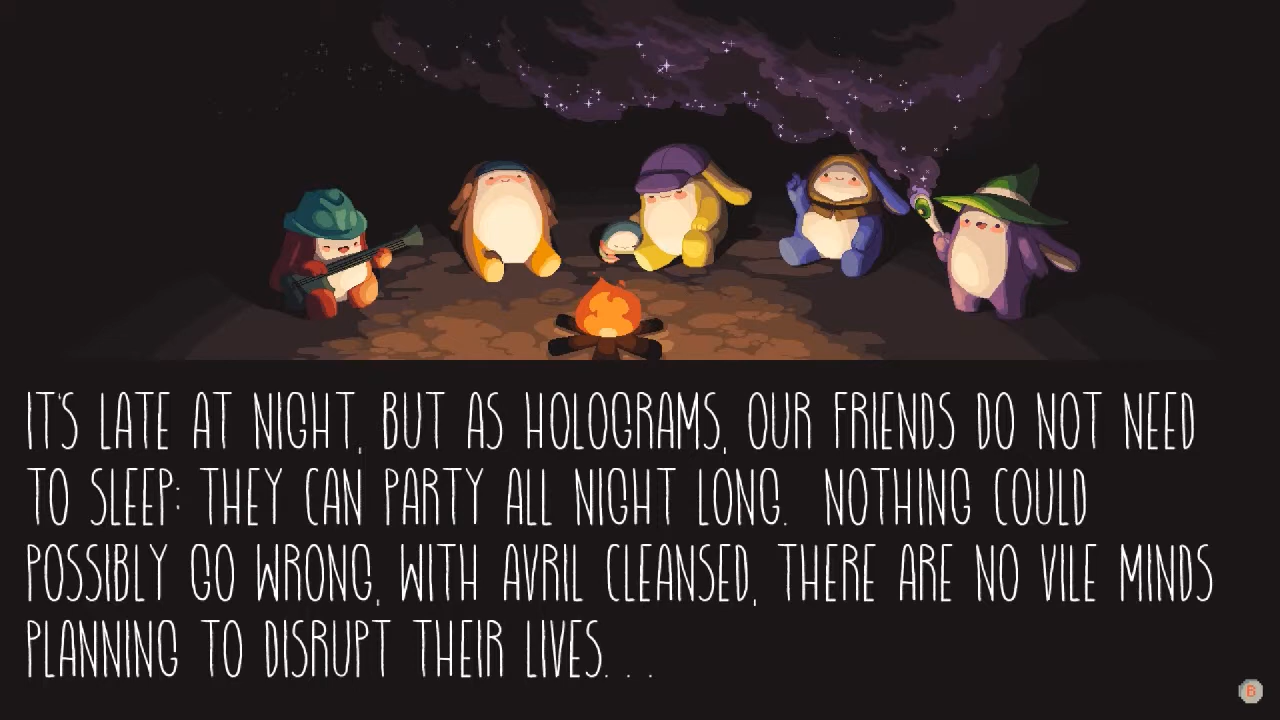 IT'S LATE AT NIGHT, BUT AS HOLOGRAMS, OUR FRIENDS DO NOT NEED
TO SLEEP: THEY CAN PARTY ALL NIGHT LONG. NOTHING COULD
POSSIBLY GO WRONG, WITH AVRIL CLEANSED, THERE ARE NO VILE MINDS
PLANNING TO DISRUPT THEIR LIVES...
B